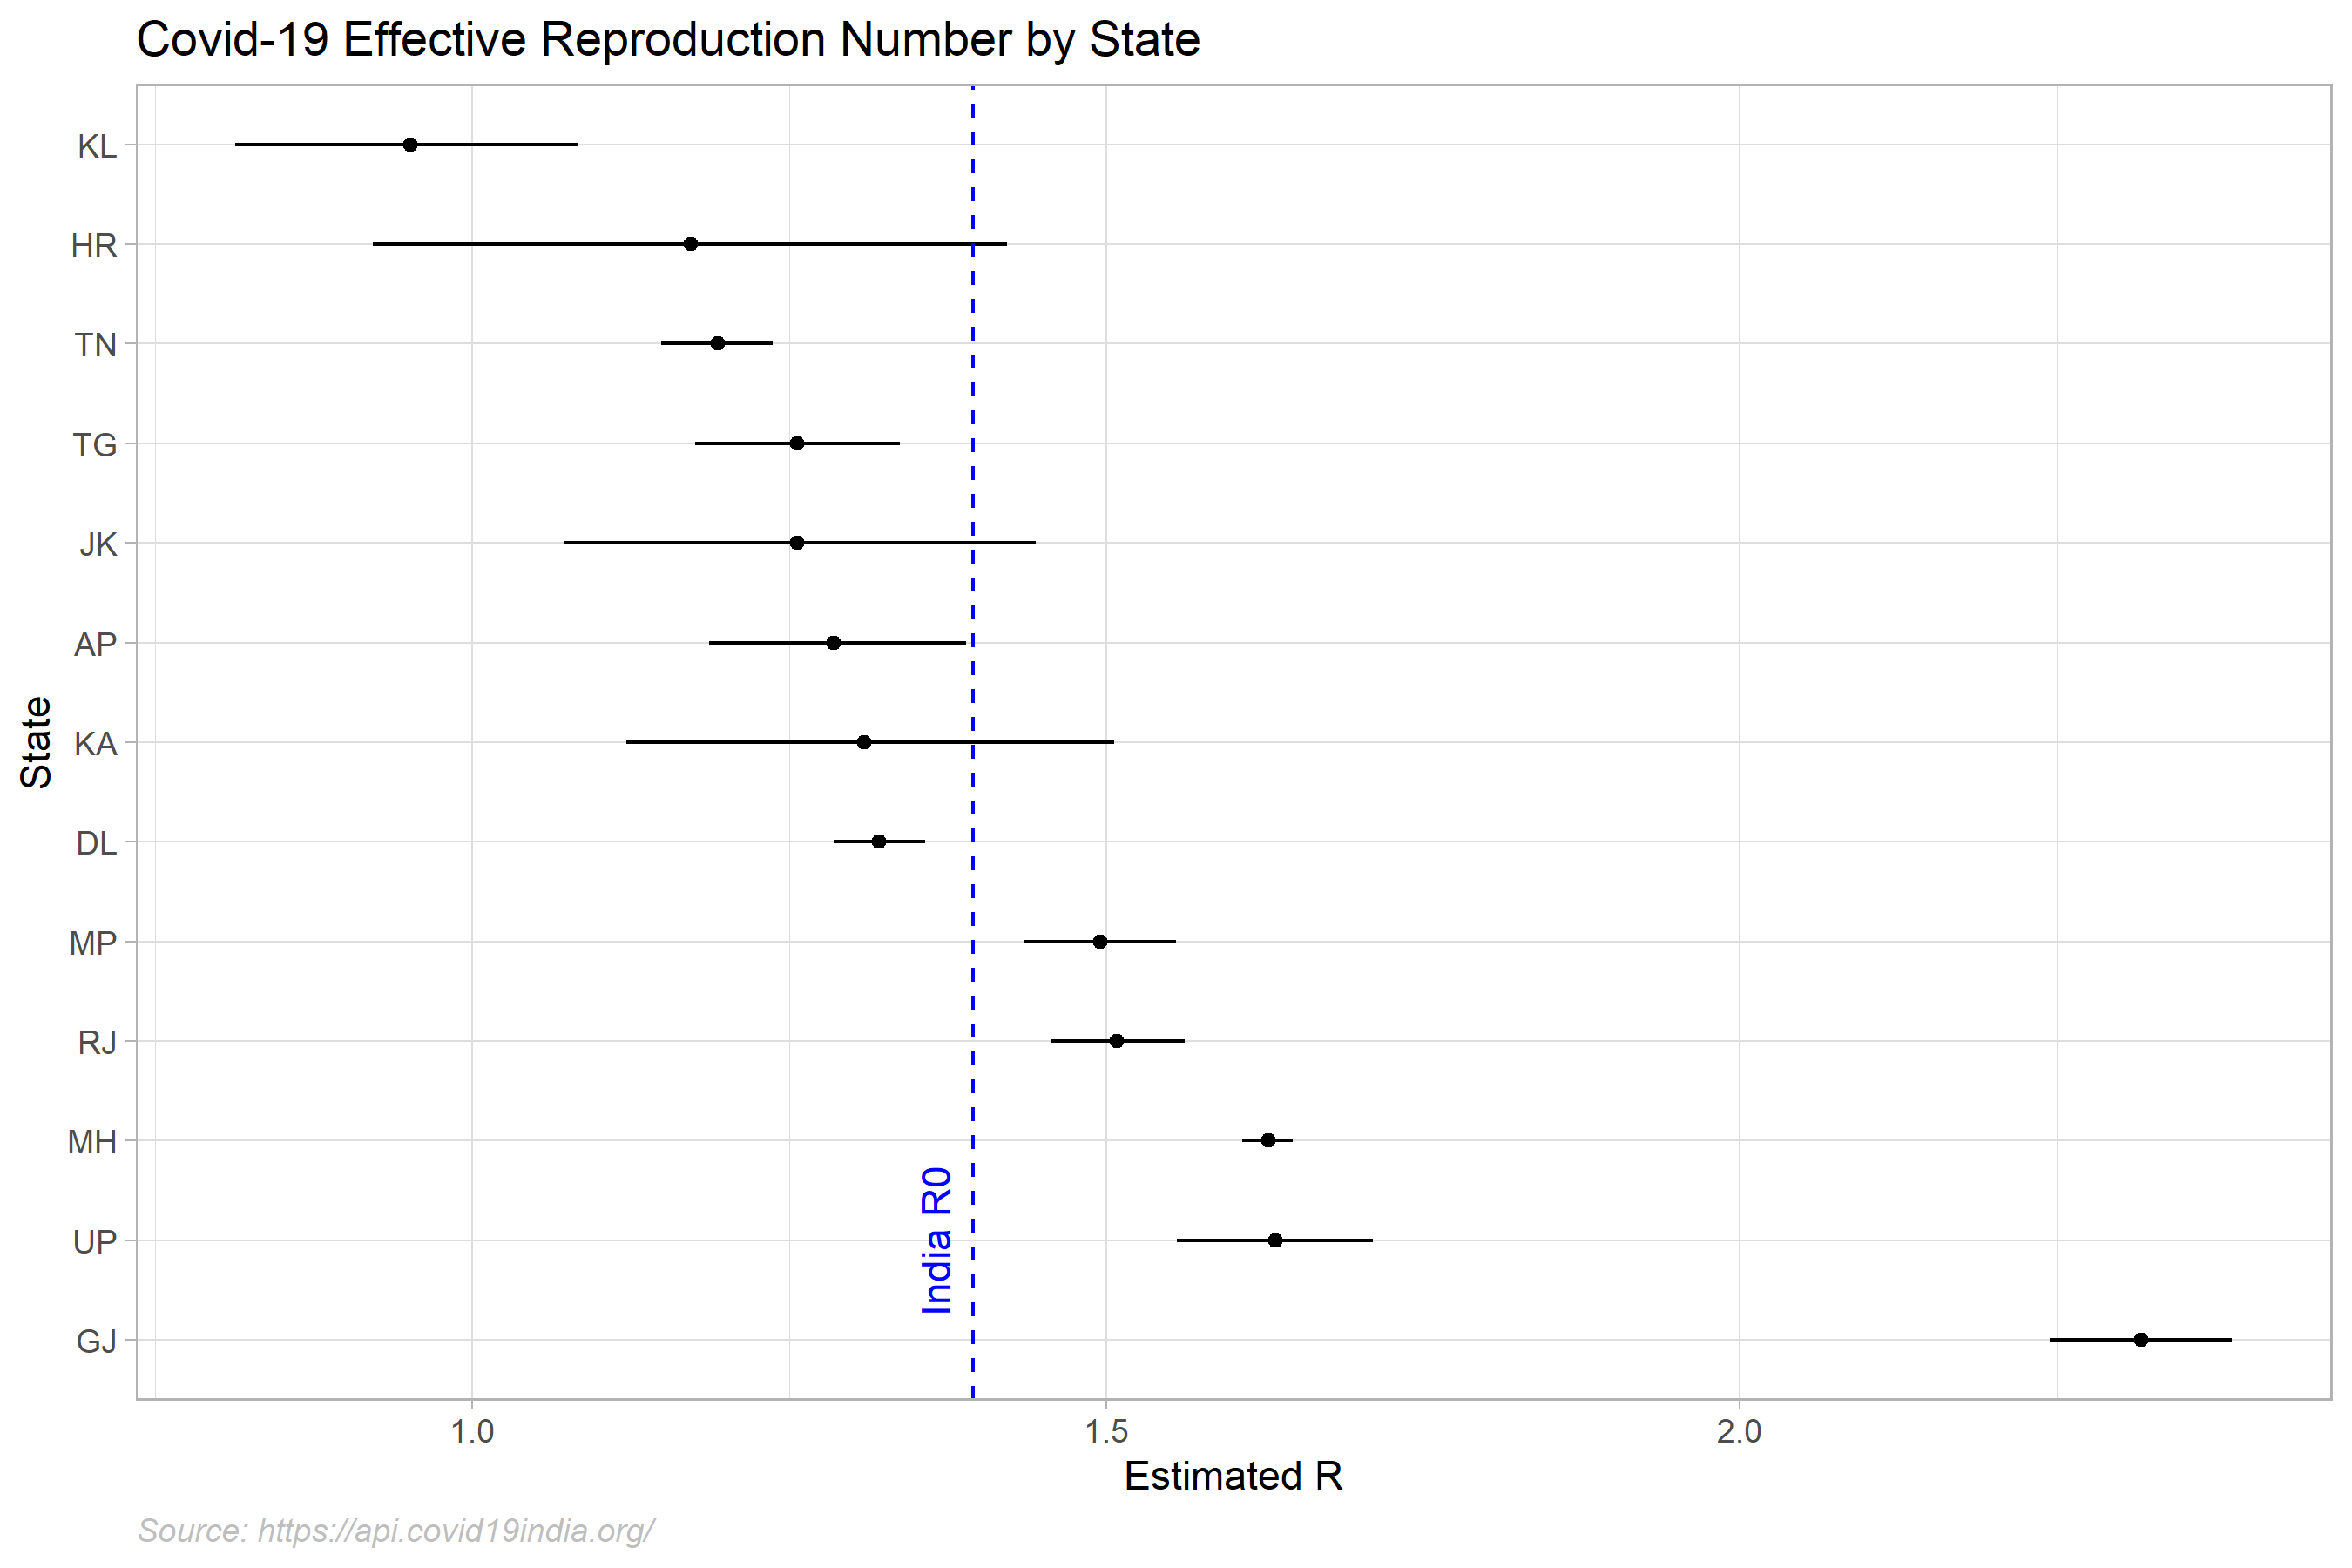 Covid-19 Effective Reproduction Number by State
KL
HR
TN
TG
JK
AP
KA
DL
MP
RJ
MH
UP
GJ
State
India R0
1.0 1.5 2.0
Estimated R
Source: https://api.covid19india.org/